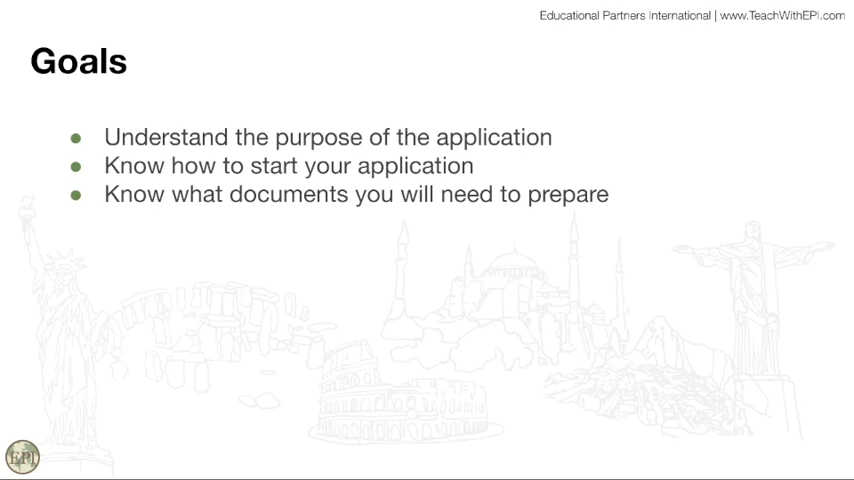 Educational Partners International | www.TeachWithEPI.com
Goals
● Understand the purpose of the application
● Know how to start your application
● Know what documents you will need to prepare
EPI